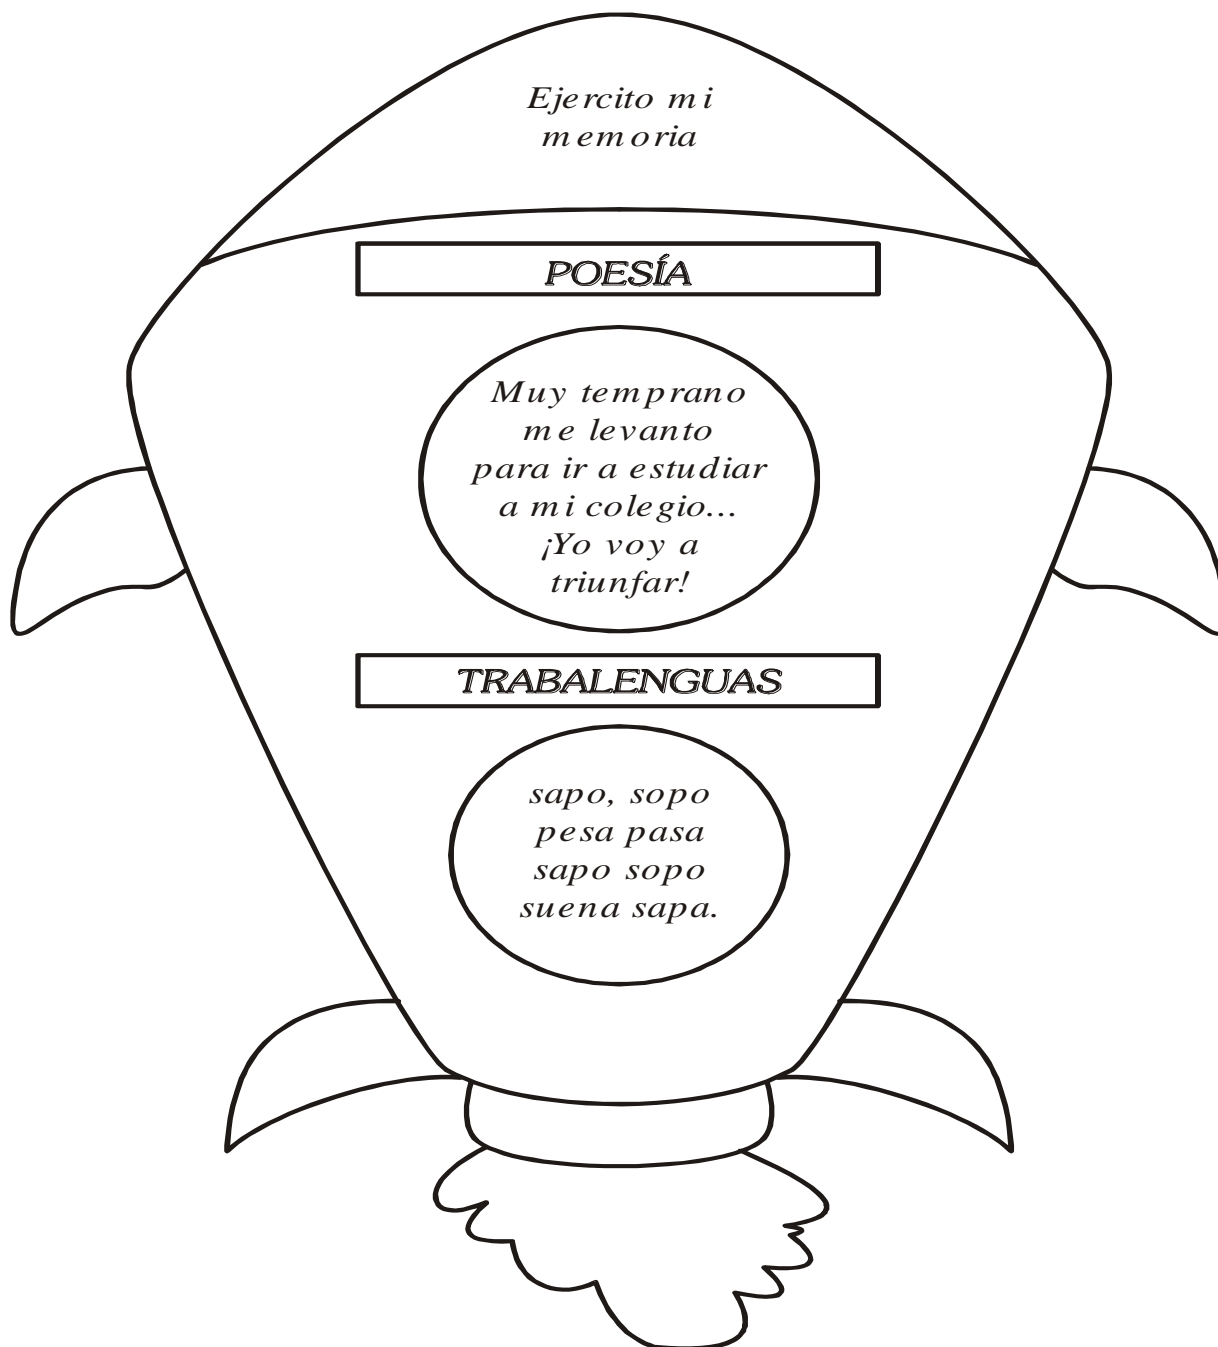 Ejercito mi
memoria
POESÍA
Muy temprano
me levanto
para ir a estudiar
a mi colegio...
¡Yo voy a
triunfar!
TRABALENGUAS
sapo, sopo
pesa pasa
sapo sopo
suena sapa.